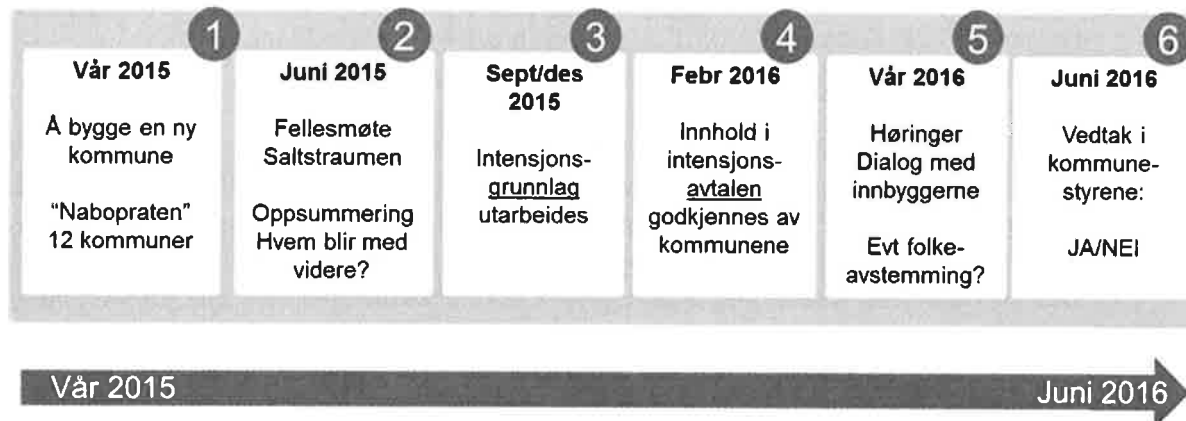 1
Vår 2015
Å bygge en ny
kommune
"Nabopraten"
12 kommuner
2
Juni 2015
Fellesmøte
Saltstraumen
Oppsummering
Hvem blir med
videre?
3
Sept/des
2015
Intensjons-
grunnlag
utarbeides
4
Febr 2016
Innhold i
intensjons-
avtalen
godkjennes av
kommunene
5
Vår 2016
Høringer
Dialog med
innbyggerne
Evt folke-
avstemming?
6
Juni 2016
Vedtak i
kommune-
styrene:
JA/NEI
Vår 2015
Juni 2016